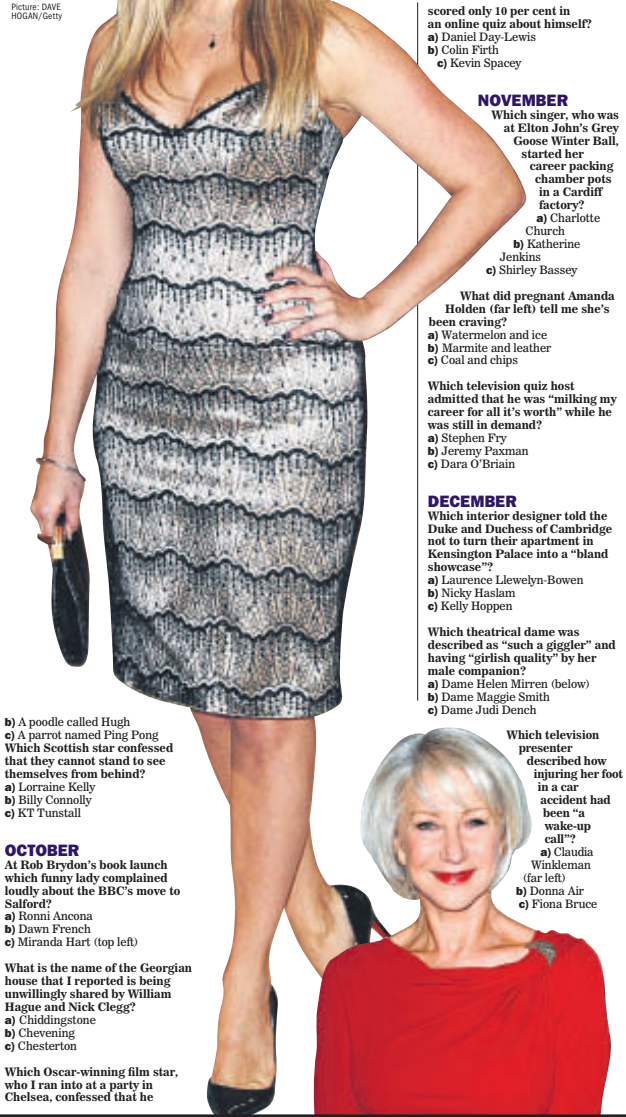 Picture: DAVE
HOGAN/Getty
b) A poodle called Hugh
c) A parrot named Ping Pong
Which Scottish star confessed
that they cannot stand to see
themselves from behind?
a) Lorraine Kelly
b) Billy Connolly
c) KT Tunstall
OCTOBER
At Rob Brydon's book launch
which funny lady complained
loudly about the BBC's move to
Salford?
a) Ronni Ancona
b) Dawn French
c) Miranda Hart (top left)
What is the name of the Georgian
house that I reported is being
unwillingly shared by William
Hague and Nick Clegg?
a) Chiddingstone
b) Chevening
c) Chesterton
Which Oscar-winning film star,
who I ran into at a party in
Chelsea, confessed that he
scored only 10 per cent in
an online quiz about himself?
a) Daniel Day-Lewis
b) Colin Firth
c) Kevin Spacey
NOVEMBER
Which singer, who was
at Elton John's Grey
Goose Winter Ball,
started her
career packing
chamber pots
in a Cardiff
factory?
a) Charlotte
Church
b) Katherine
Jenkins
c) Shirley Bassey
What did pregnant Amanda
Holden (far left) tell me she's
been craving?
a) Watermelon and ice
b) Marmite and leather
c) Coal and chips
Which television quiz host
admitted that he was "milking my
career for all it's worth" while he
was still in demand?
a) Stephen Fry
b) Jeremy Paxman
c) Dara O'Briain
DECEMBER
Which interior designer told the
Duke and Duchess of Cambridge
not to turn their apartment in
Kensington Palace into a "bland
showcase"?
a) Laurence Llewelyn-Bowen
b) Nicky Haslam
c) Kelly Hoppen
Which theatrical dame was
described as "such a giggler" and
having "girlish quality" by her
male companion?
a) Dame Helen Mirren (below)
b) Dame Maggie Smith
c) Dame Judi Dench
Which television
presenter
described how
injuring her foot
in a car
accident had
been "a
wake-up
call"?
a) Claudia
Winkleman
(far left)
b) Donna Air
c) Fiona Bruce